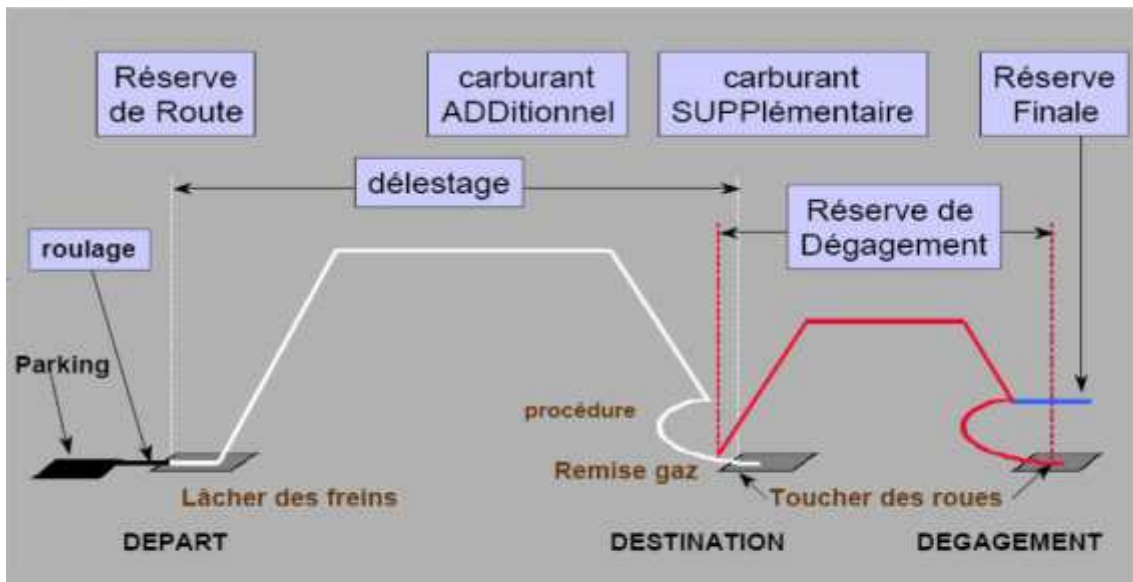 Réserve
de Route
carburant
ADDitionnel
carburant
SUPPlémentaire
Réserve
Finale
délestage
Réserve de
Dégagement
roulage
Parking
procédure
Remise gaz
Lâcher des freins
Toucher des roues
DEPART
DESTINATION
DEGAGEMENT